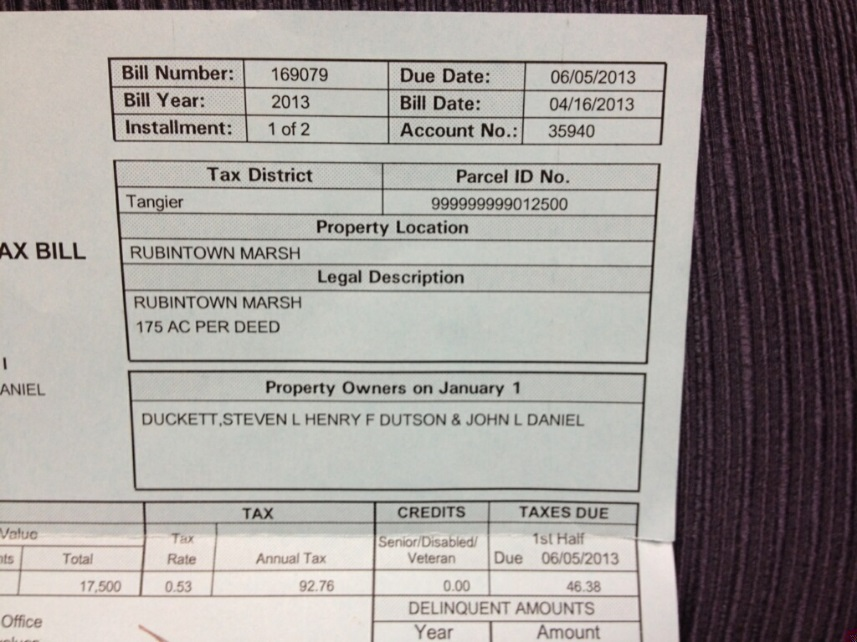 Bill Number: 169079 Due Date: 06/05/2013
Bill Year: 2013 Bill Date: 04/16/2013
Installment: 1 of 2 Account No.: 35940
Tax District Parcel ID No.
Tangier 999999999012500
Property Location
AX BILL RUBINTOWN MARSH
Legal Description
RUBINTOWN MARSH
175 AC PER DEED
I
ANIEL Property Owners on January 1
DUCKETT,STEVEN L HENRY F DUTSON & JOHN L DANIEL
TAX CREDITS TAXES DUE
Value Tax Senior/Disabled/ 1st Half
nts Total Rate Annual Tax Veteran Due 06/05/2013
17,500 0.53 92.76 0.00 46.38
Office DELINQUENT AMOUNTS
Year Amount